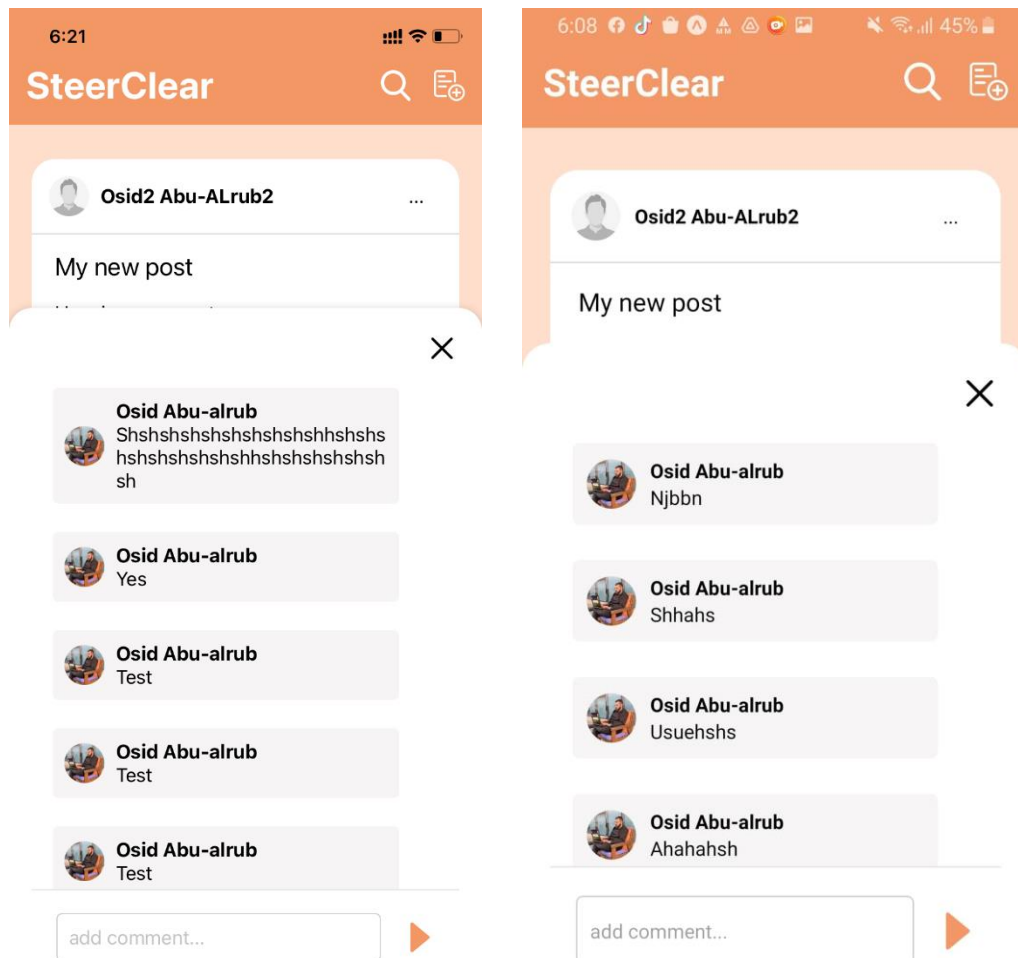 6:21
SteerClear
Osid2 Abu-ALrub2
...
My new post
Osid Abu-alrub
Shshshshshshshshshshhshshs
hshshshshshshhshshshshshsh
sh
Osid Abu-alrub
Yes
Osid Abu-alrub
Test
Osid Abu-alrub
Test
Osid Abu-alrub
Test
add comment...
6:08
45%
SteerClear
Osid2 Abu-ALrub2
...
My new post
Osid Abu-alrub
Njbbn
Osid Abu-alrub
Shhahs
Osid Abu-alrub
Usuehshs
Osid Abu-alrub
Ahahahsh
add comment...